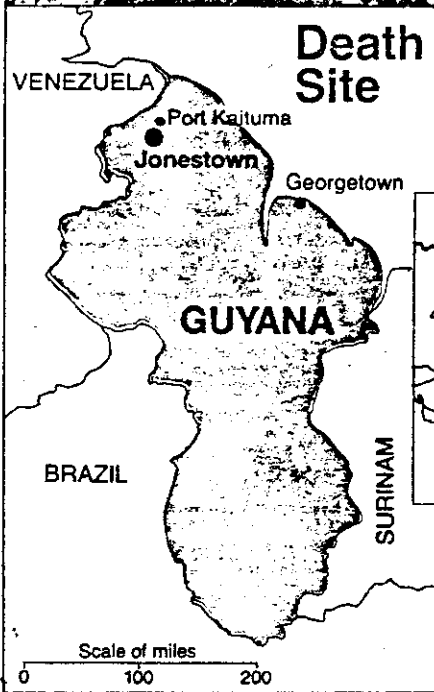 Death
Site
VENEZUELA
Port Kaituma
Jonestown
Georgetown
GUYANA
BRAZIL
SURINAM
Scale of miles
0 100 200